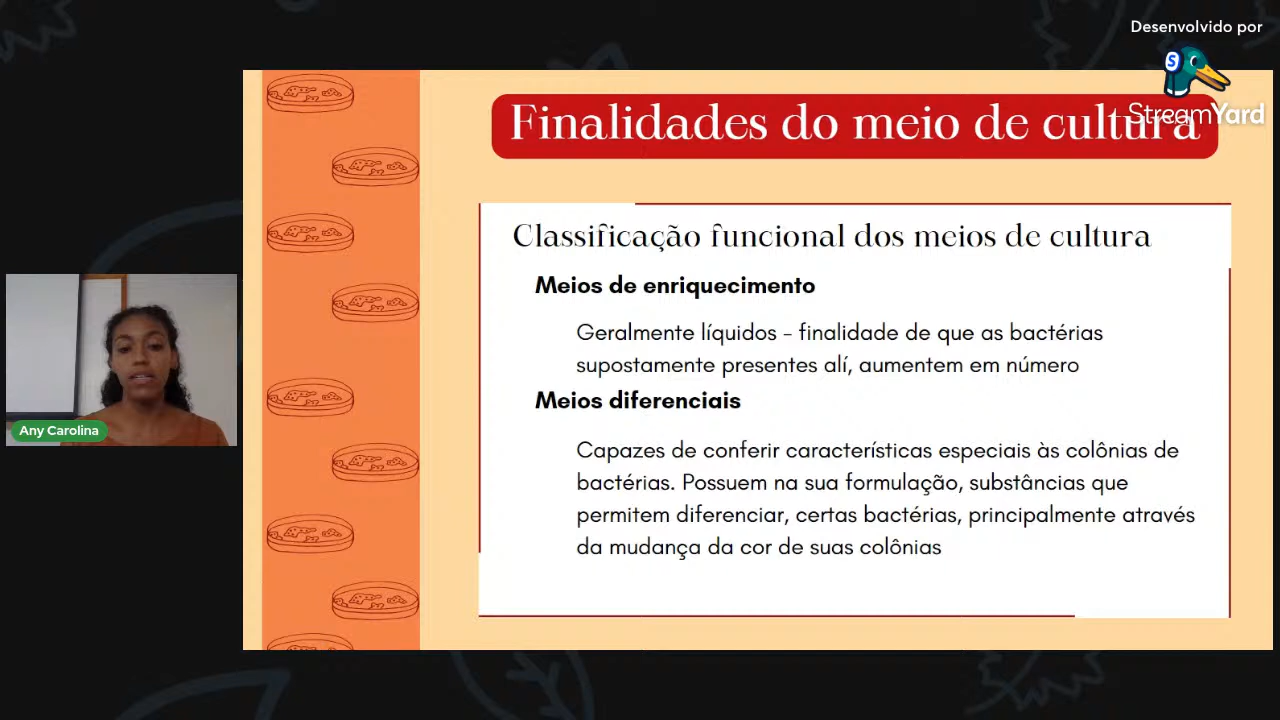 Desenvolvido por
StreamYard
Finalidades do meio de cultura
Classificação funcional dos meios de cultura
Meios de enriquecimento
Geralmente líquidos - finalidade de que as bactérias
supostamente presentes alí, aumentem em número
Meios diferenciais
Capazes de conferir características especiais às colônias de
bactérias. Possuem na sua formulação, substâncias que
permitem diferenciar, certas bactérias, principalmente através
da mudança da cor de suas colônias
Any Carolina